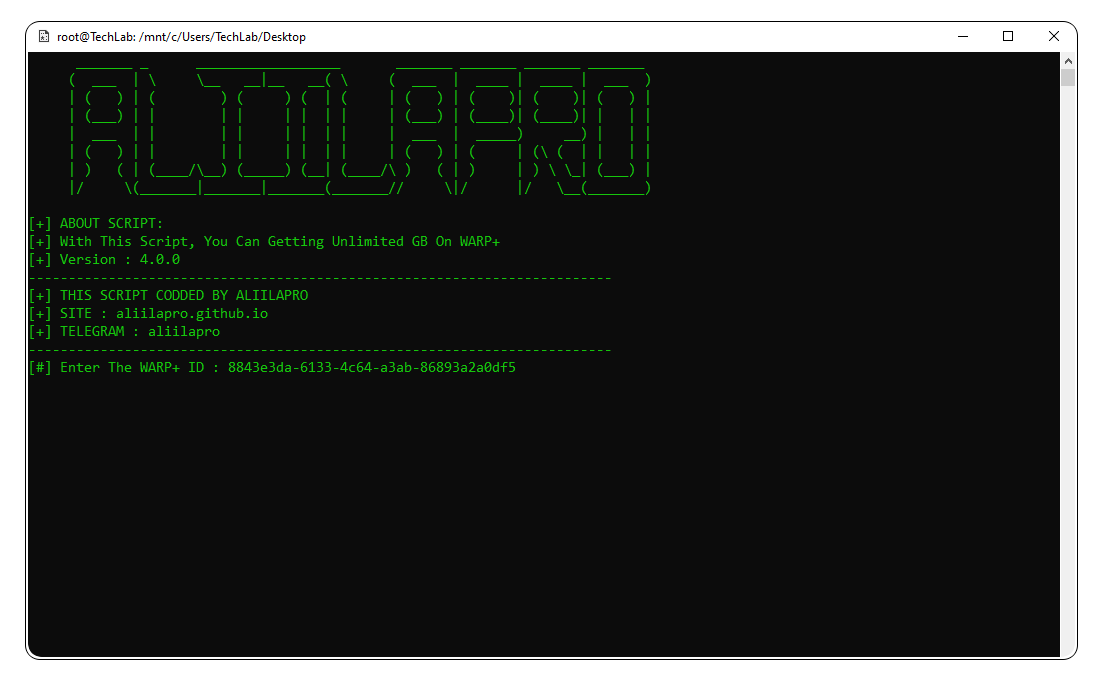 root@TechLab: /mnt/c/Users/TechLab/Desktop
ALIILAPRO
[+] ABOUT SCRIPT:
[+] With This Script, You Can Getting Unlimited GB On WARP+
[+] Version : 4.0.0
-------------------------------------------------------------------------
[+] THIS SCRIPT CODDED BY ALIILAPRO
[+] SITE : aliilapro.github.io
[+] TELEGRAM : aliilapro
-------------------------------------------------------------------------
[#] Enter The WARP+ ID : 8843e3da-6133-4c64-a3ab-86893a2a0df5